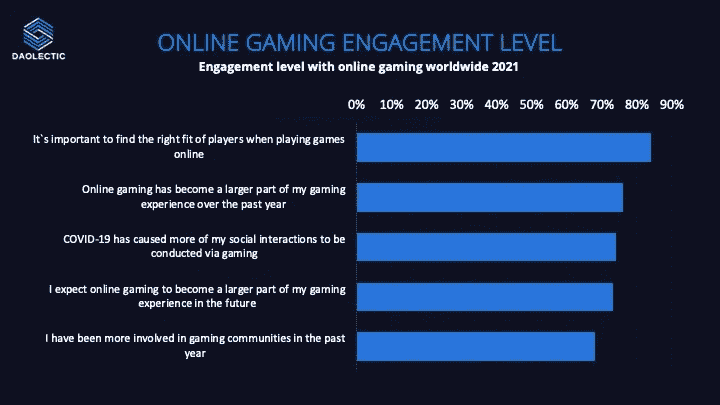 DAOLECTIC
ONLINE GAMING ENGAGEMENT LEVEL
Engagement level with online gaming worldwide 2021
0% 10% 20% 30% 40% 50% 60% 70% 80% 90%
It`s important to find the right fit of players when playing games
online
Online gaming has become a larger part of my gaming
experience over the past year
COVID-19 has caused more of my social interactions to be
conducted via gaming
I expect online gaming to become a larger part of my gaming
experience in the future
I have been more involved in gaming communities in the past
year